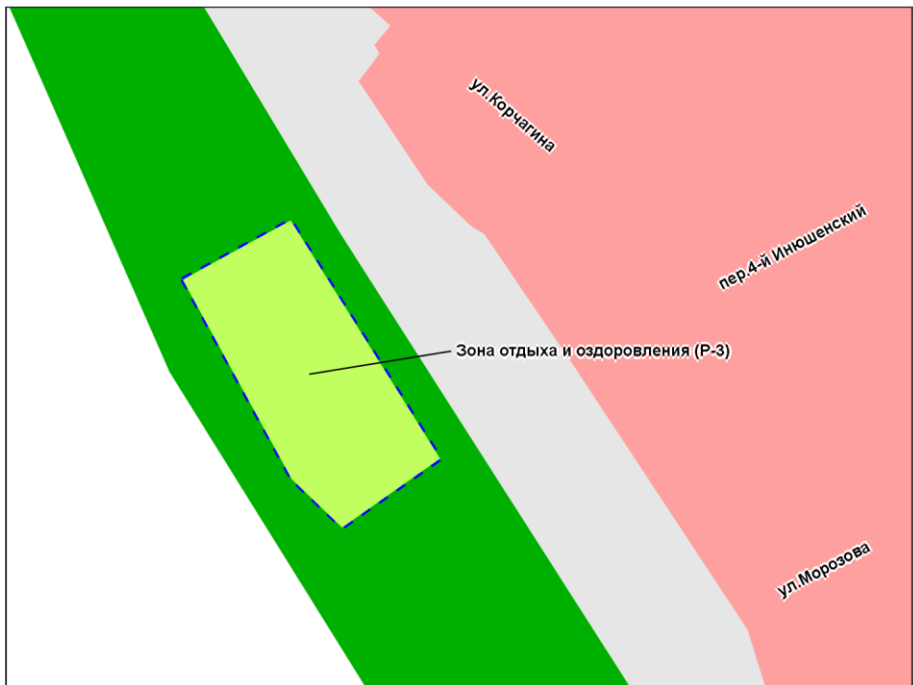 ул.Корчагина
пер.4-й Инюшенский
Зона отдыха и оздоровления (Р-3)
ул.Морозова